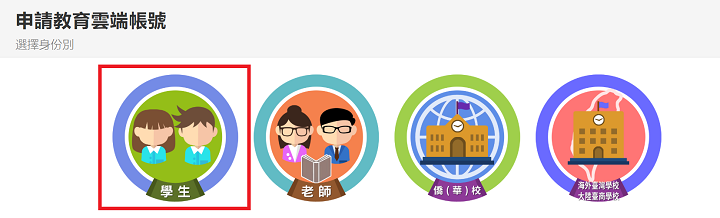 申請教育雲端帳號
選擇身份別
學生
老師
僑(華)校
海外臺灣學校
大陸臺商學校